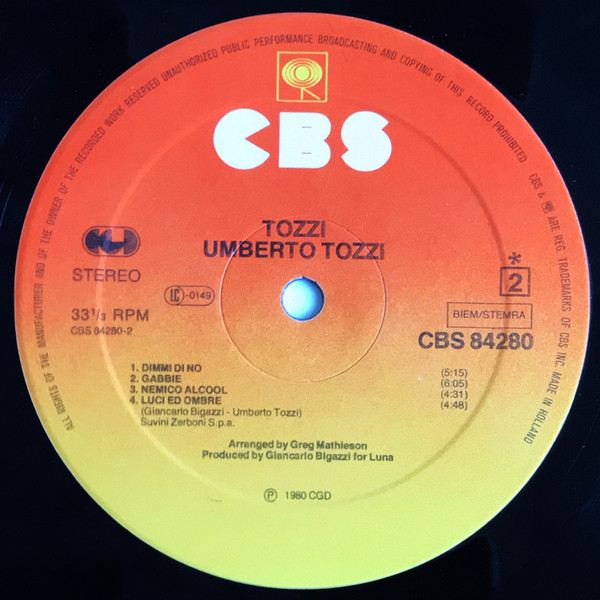 ALL RIGHTS OF THE MANUFACTURER AND OF THE OWNER OF THE RECORDED WORK RESERVED UNAUTHORIZED PUBLIC PERFORMANCE BROADCASTING AND COPYING OF THIS RECORD PROHIBITED
CBS & ARE REG. TRADEMARKS OF CBS INC. MADE IN HOLLAND
CBS
TOZZI
UMBERTO TOZZI
CGD
STEREO
LC-0149
*
2
33 1/3 RPM
CBS 84280-2
BIEM/STEMRA
CBS 84280
1. DIMMI DI NO (5:15)
2. GABBIE (6:05)
3. NEMICO ALCOOL (4:31)
4. LUCI ED OMBRE (4:48)
(Giancarlo Bigazzi - Umberto Tozzi)
Suvini Zerboni S.p.a.
Arranged by Greg Mathieson
Produced by Giancarlo Bigazzi for Luna
℗ 1980 CGD